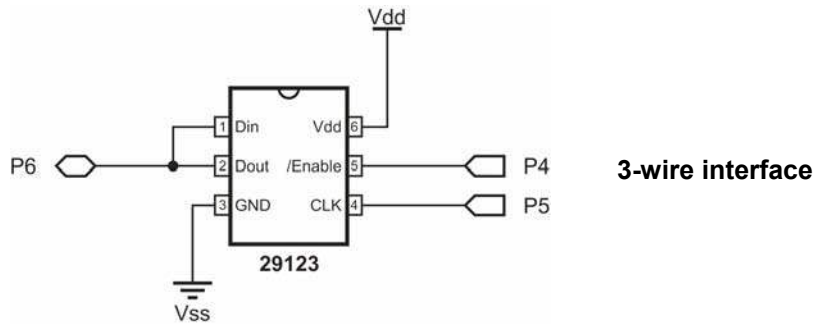 Vdd
1 Din Vdd 6
P6 2 Dout /Enable 5 P4
3-wire interface
3 GND CLK 4 P5
29123
Vss